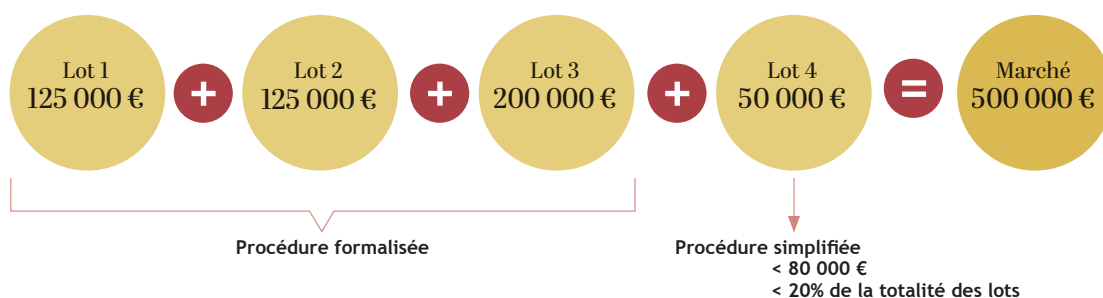 Lot 1
125 000 €
+
Lot 2
125 000 €
+
Lot 3
200 000 €
+
Lot 4
50 000 €
=
Marché
500 000 €
Procédure formalisée
Procédure simplifiée
< 80 000 €
< 20% de la totalité des lots